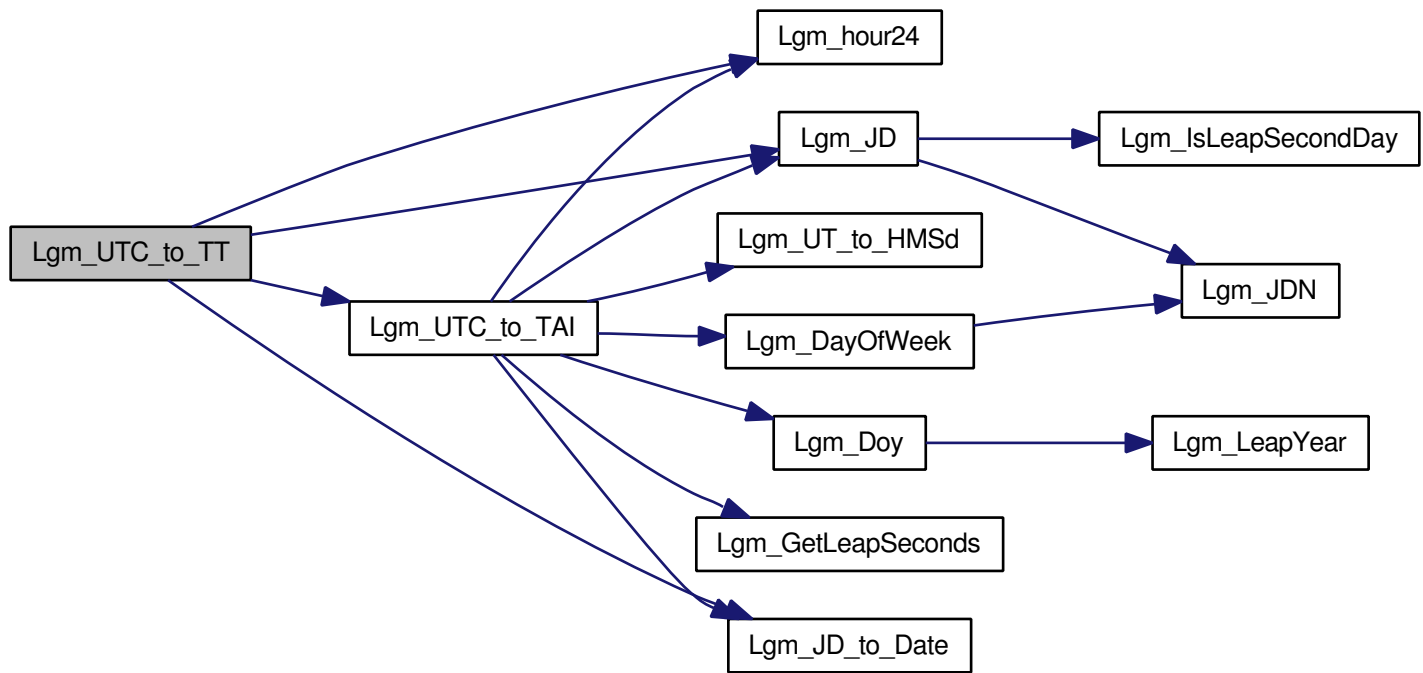 Lgm_hour24
Lgm_JD
Lgm_IsLeapSecondDay
Lgm_UTC_to_TT
Lgm_UT_to_HMSd
Lgm_JDN
Lgm_UTC_to_TAI
Lgm_DayOfWeek
Lgm_Doy
Lgm_LeapYear
Lgm_GetLeapSeconds
Lgm_JD_to_Date